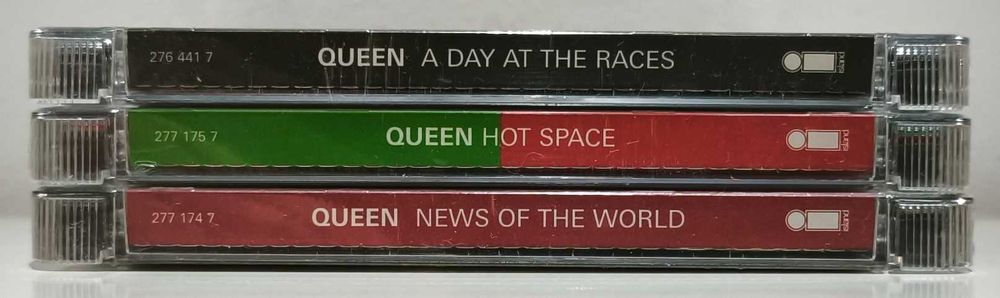 276 441 7 QUEEN A DAY AT THE RACES island
277 175 7 QUEEN HOT SPACE island
277 174 7 QUEEN NEWS OF THE WORLD island